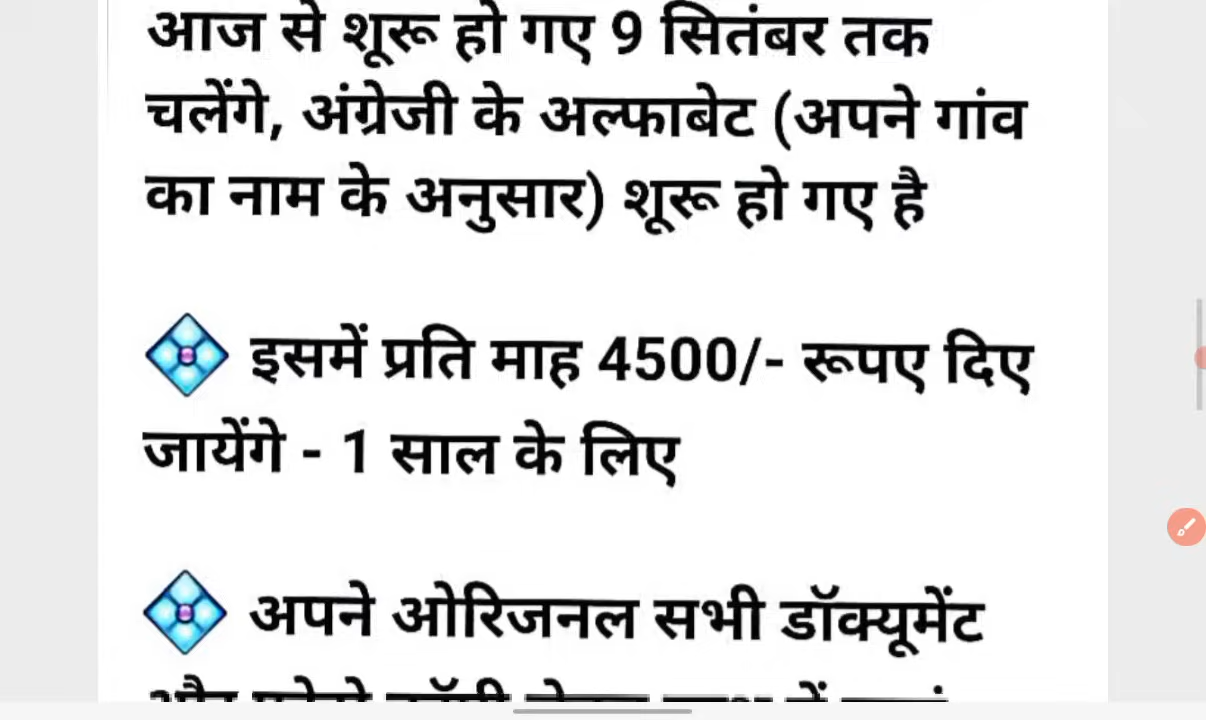 आज से शूरू हो गए 9 सितंबर तक
चलेंगे, अंग्रेजी के अल्फाबेट (अपने गांव
का नाम के अनुसार) शूरू हो गए है
इसमें प्रति माह 4500/- रूपए दिए
जायेंगे - 1 साल के लिए
अपने ओरिजनल सभी डॉक्यूमेंट